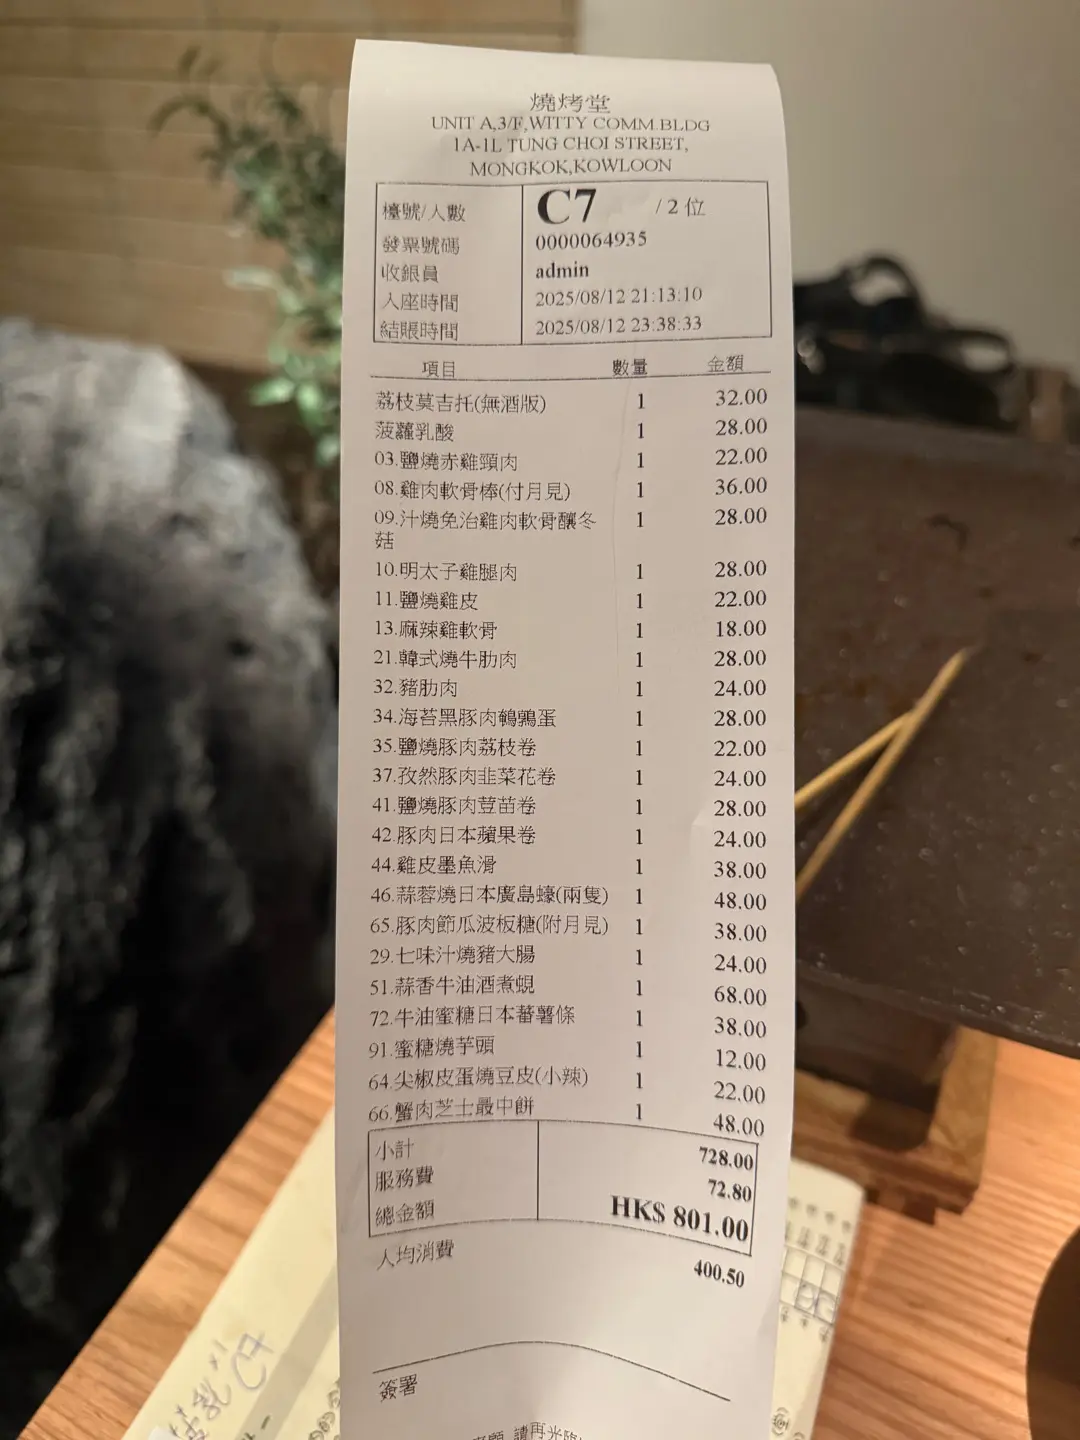 燒烤堂
UNIT A,3/F,WITTY COMM.BLDG
1A-1L TUNG CHOI STREET,
MONGKOK,KOWLOON
檯號/人數 C7 /2 位
發票號碼 0000064935
收銀員 admin
入座時間 2025/08/12 21:13:10
結賬時間 2025/08/12 23:38:33
項目 數量 金額
荔枝莫吉托(無酒版) 1 32.00
菠蘿乳酸 1 28.00
03.鹽燒赤雞頸肉 1 22.00
08.雞肉軟骨棒(付月見) 1 36.00
09.汁燒免治雞肉軟骨釀冬 1 28.00
菇
10.明太子雞腿肉 1 28.00
11.鹽燒雞皮 1 22.00
13.麻辣雞軟骨 1 18.00
21.韓式燒牛肋肉 1 28.00
32.豬肋肉 1 24.00
34.海苔黑豚肉鵪鶉蛋 1 28.00
35.鹽燒豚肉荔枝卷 1 22.00
37.孜然豚肉韭菜花卷 1 24.00
41.鹽燒豚肉荳苗卷 1 28.00
42.豚肉日本蘋果卷 1 24.00
44.雞皮墨魚滑 1 38.00
46.蒜蓉燒日本廣島蠔(兩隻) 1 48.00
65.豚肉節瓜波板糖(附月見) 1 38.00
29.七味汁燒豬大腸 1 24.00
51.蒜香牛油酒煮蜆 1 68.00
72.牛油蜜糖日本蕃薯條 1 38.00
91.蜜糖燒芋頭 1 12.00
64.尖椒皮蛋燒豆皮(小辣) 1 22.00
66.蟹肉芝士最中餅 1 48.00
小計 728.00
服務費 72.80
總金額 HK$ 801.00
人均消費 400.50
簽署
請再光臨